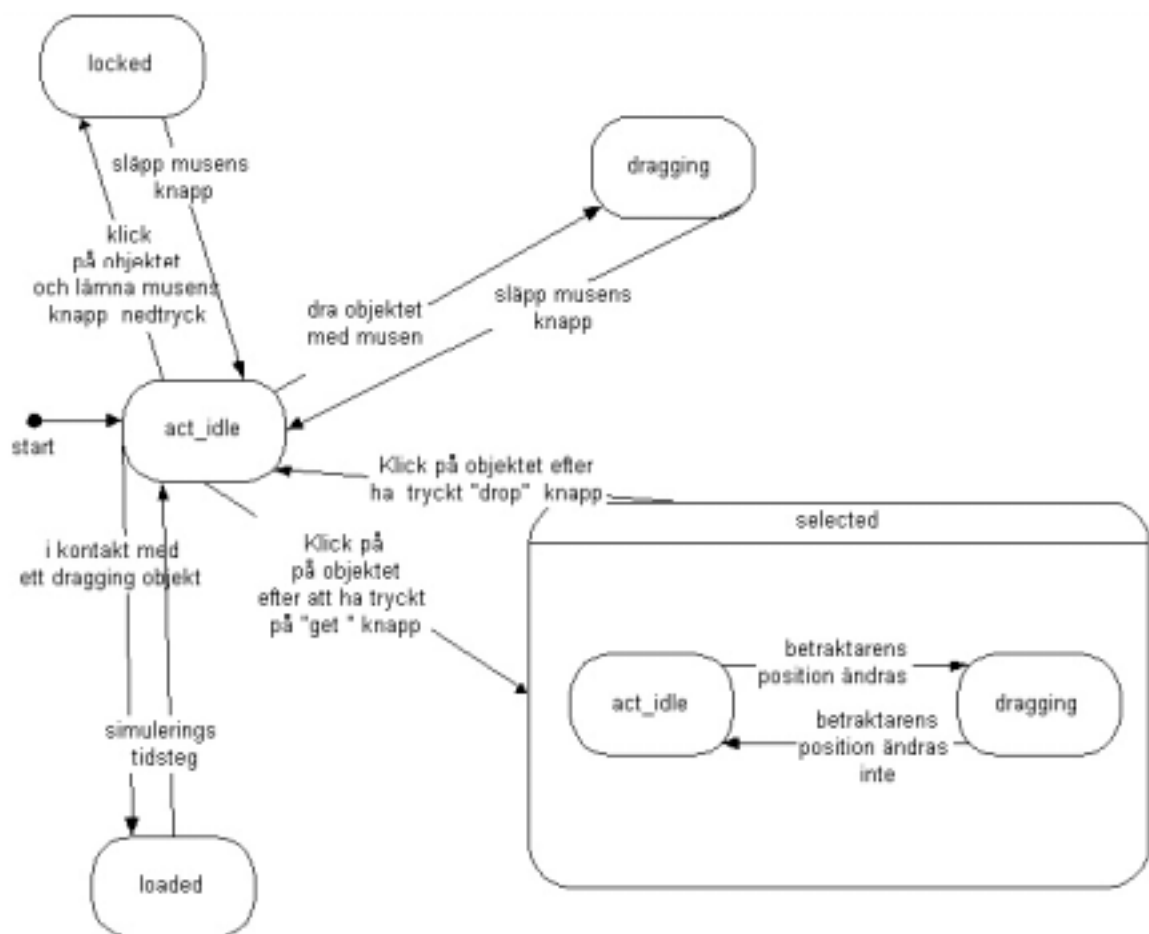 locked
släpp musens
knapp
dragging
klick
på objektet
och lämna musens
knapp nedtryck
dra objektet
med musen
släpp musens
knapp
start
act_idle
Klick på objektet efter
ha tryckt "drop" knapp
selected
i kontakt med
ett dragging objekt
Klick på
på objektet
efter att ha tryckt
på "get " knapp
betraktarens
position ändras
act_idle
dragging
betraktarens
position ändras
inte
simulerings
tidsteg
loaded